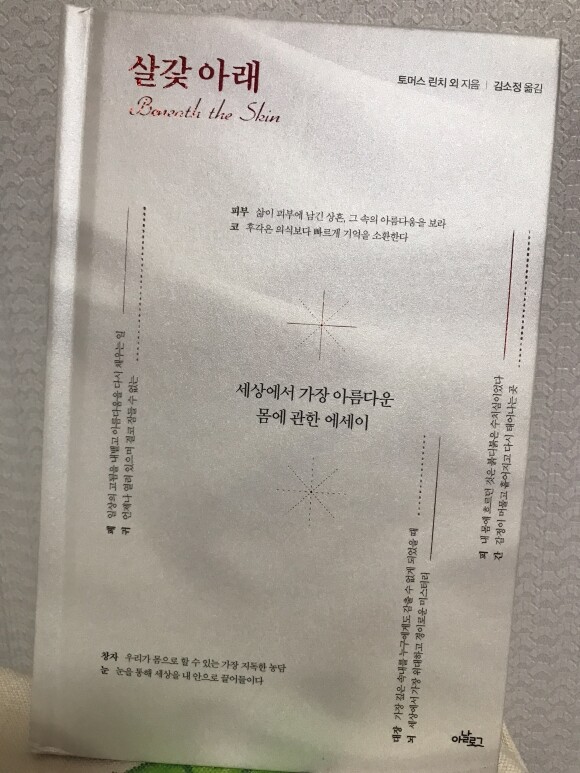 살갗 아래
Beneath the Skin
토머스 린치 외 지음 | 김소정 옮김
피부 삶이 피부에 남긴 상흔, 그 속의 아름다움을 보라
코 후각은 의식보다 빠르게 기억을 소환한다
폐 일상의 고됨을 내뱉고 아름다움을 다시 채우는 일
귀 언제나 열려 있으며 결코 잠들 수 없는
세상에서 가장 아름다운
몸에 관한 에세이
피 내 몸에 흐르던 것은 붉디붉은 수치심이었다
간 감정이 머물고 흩어지고 다시 태어나는 곳
대장 가장 깊은 속내를 누구에게도 감출 수 없게 되었을 때
뇌 세상에서 가장 위대하고 경이로운 미스터리
창자 우리가 몸으로 할 수 있는 가장 지독한 농담
눈 눈을 통해 세상을 내 안으로 끌어들이다
아날로그